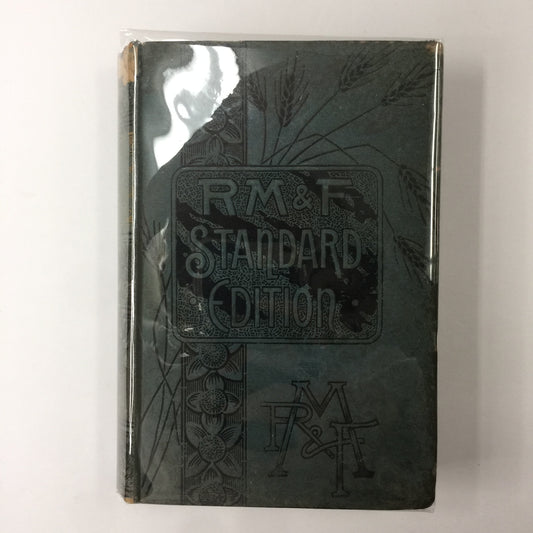 RM & F
STANDARD
EDITION
RM & F